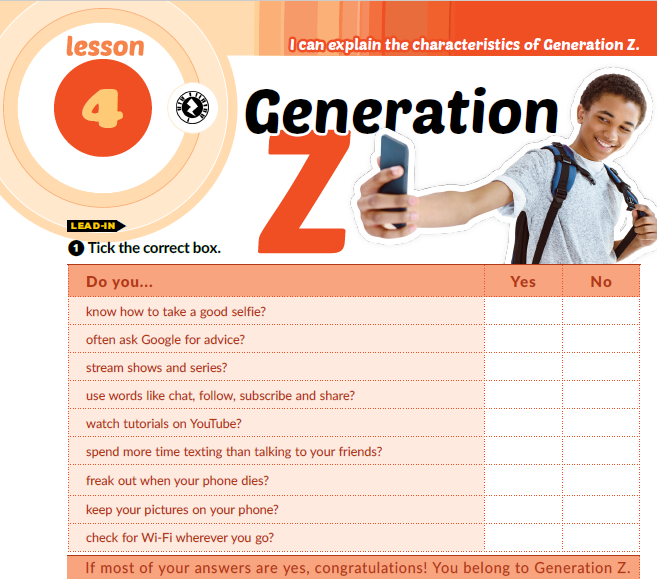 lesson
4
I can explain the characteristics of Generation Z.
Generation
Z
LEAD-IN
1 Tick the correct box.
Do you... Yes No
know how to take a good selfie?
often ask Google for advice?
stream shows and series?
use words like chat, follow, subscribe and share?
watch tutorials on YouTube?
spend more time texting than talking to your friends?
freak out when your phone dies?
keep your pictures on your phone?
check for Wi-Fi wherever you go?
If most of your answers are yes, congratulations! You belong to Generation Z.